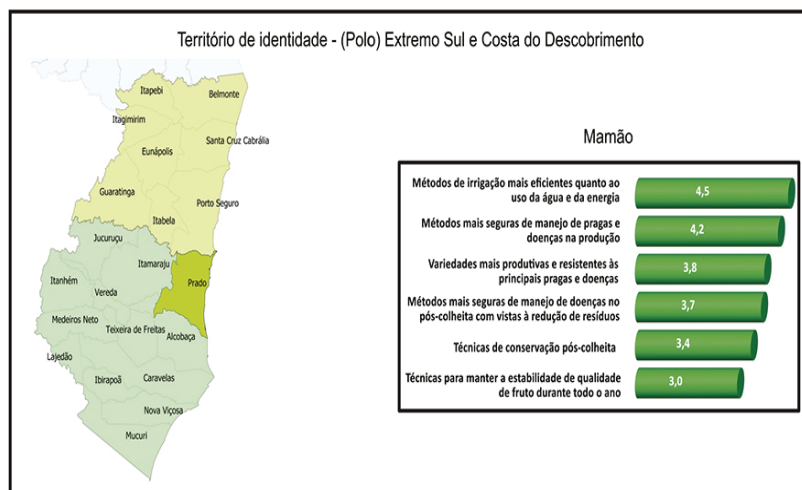 Território de identidade - (Polo) Extremo Sul e Costa do Descobrimento
Itapebi
Belmonte
Itagimirim
Santa Cruz Cabrália
Eunápolis
Guaratinga
Porto Seguro
Itabela
Jucuruçu
Itamaraju
Itanhém
Prado
Vereda
Medeiros Neto
Teixeira de Freitas
Alcobaça
Lajedão
Ibirapoã
Caravelas
Nova Viçosa
Mucuri
Mamão
Métodos de irrigação mais eficientes quanto ao
uso da água e da energia
4,5
Métodos mais seguras de manejo de pragas e
doenças na produção
4,2
Variedades mais produtivas e resistentes às
principais pragas e doenças
3,8
Métodos mais seguras de manejo de doenças no
pós-colheita com vistas à redução de resíduos
3,7
Técnicas de conservação pós-colheita
3,4
Técnicas para manter a estabilidade de qualidade
de fruto durante todo o ano
3,0